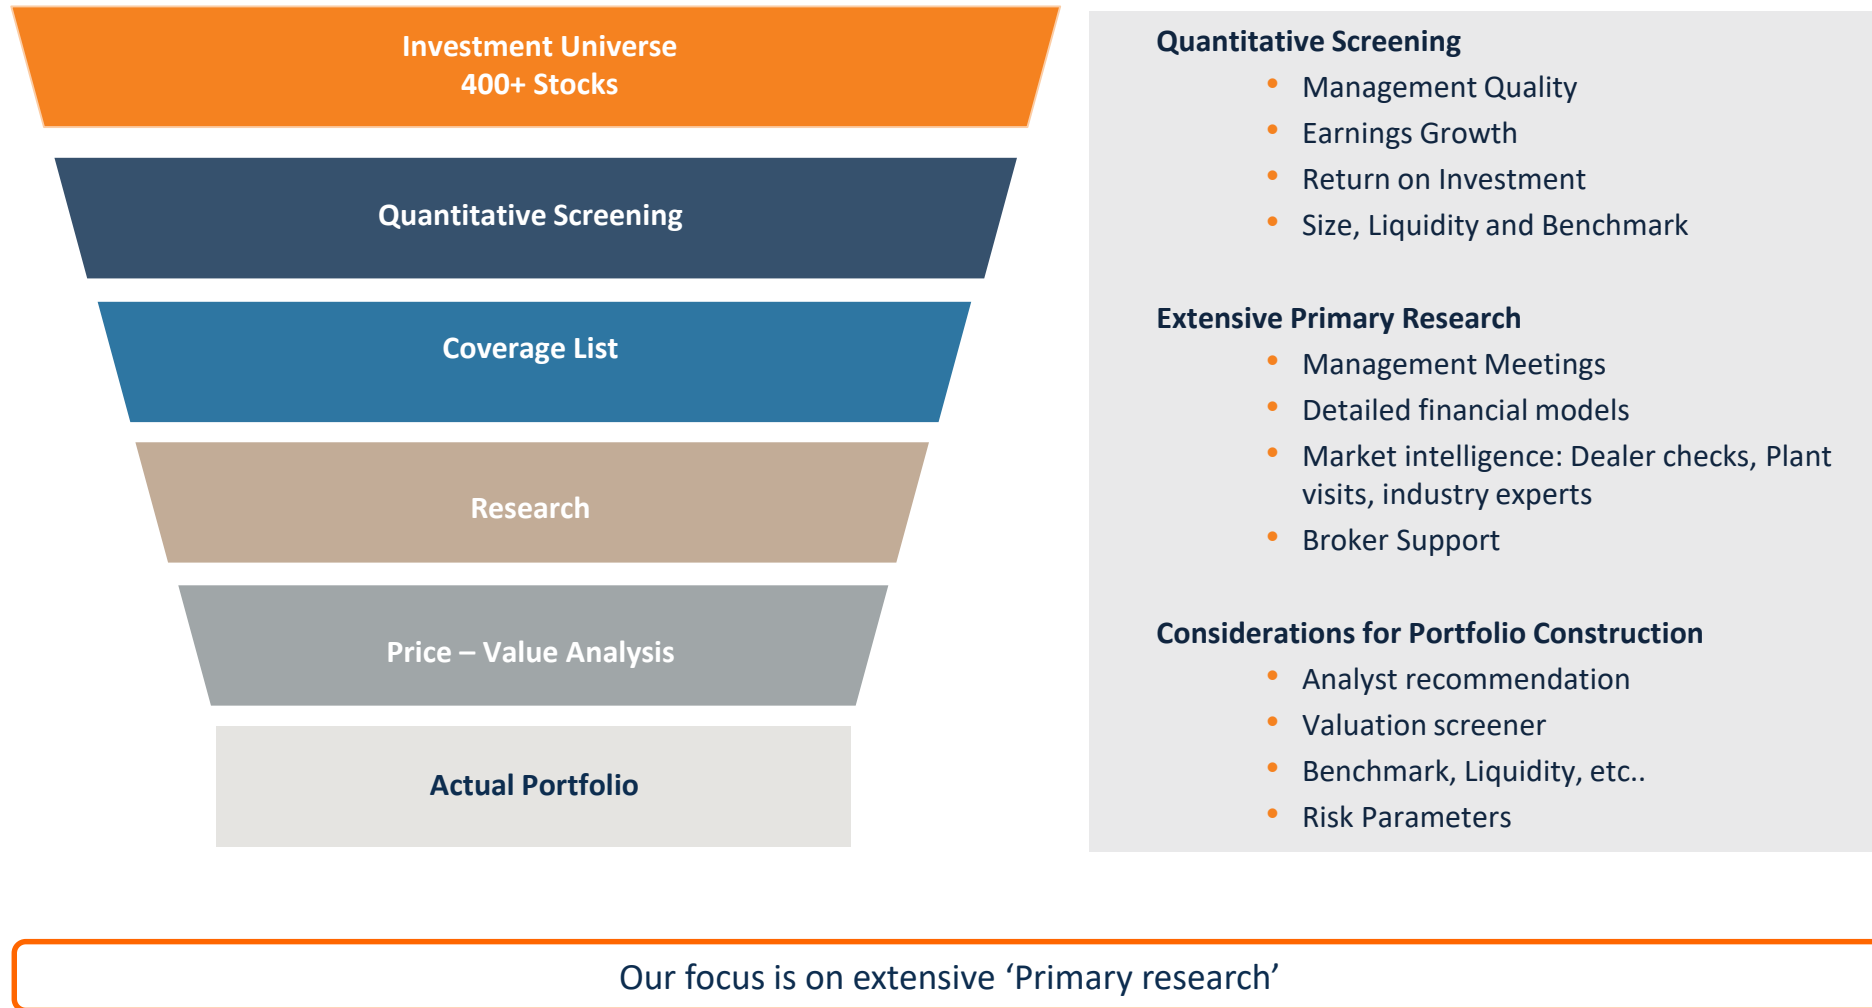 Investment Universe
400+ Stocks
Quantitative Screening
Coverage List
Research
Price – Value Analysis
Actual Portfolio
Quantitative Screening
• Management Quality
• Earnings Growth
• Return on Investment
• Size, Liquidity and Benchmark
Extensive Primary Research
• Management Meetings
• Detailed financial models
• Market intelligence: Dealer checks, Plant
visits, industry experts
• Broker Support
Considerations for Portfolio Construction
• Analyst recommendation
• Valuation screener
• Benchmark, Liquidity, etc..
• Risk Parameters
Our focus is on extensive ‘Primary research’